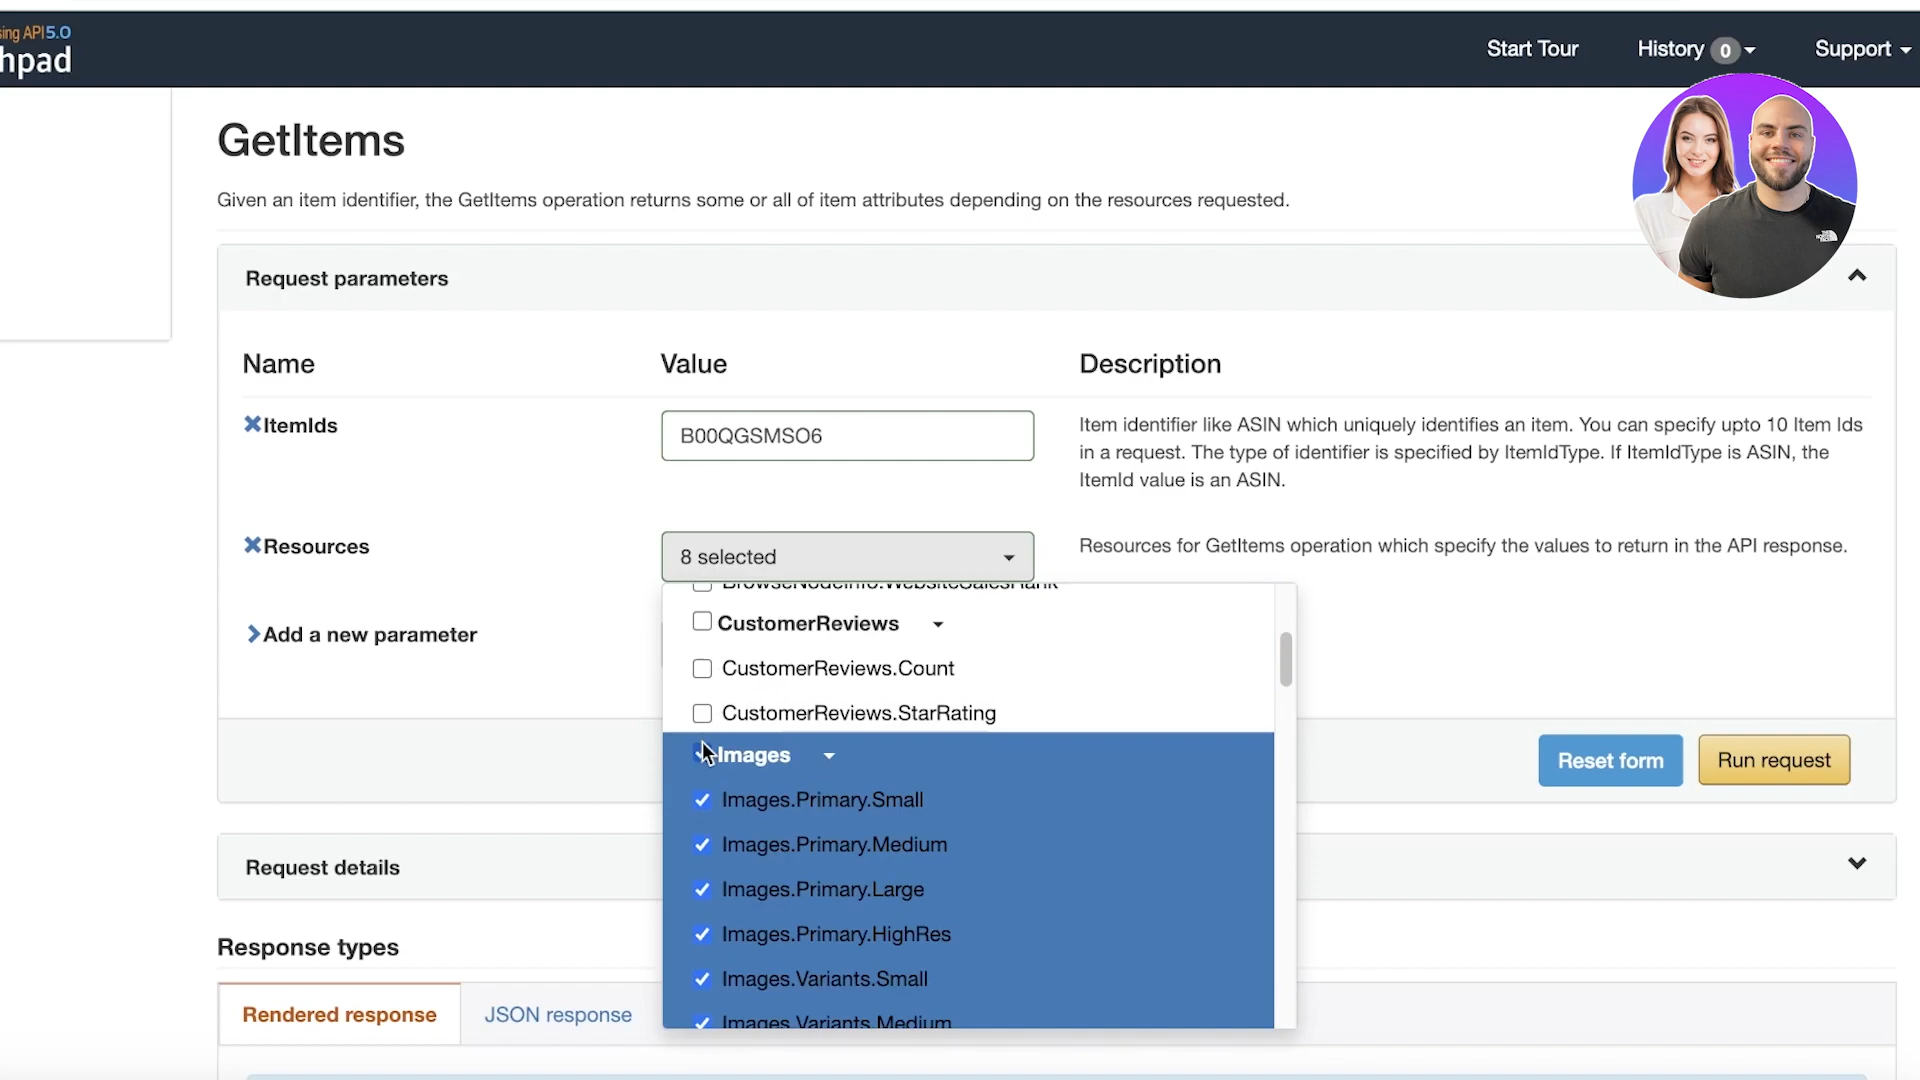 sing API5.0
hpad
Start Tour
History 0
Support
GetItems
Given an item identifier, the GetItems operation returns some or all of item attributes depending on the resources requested.
Request parameters
Name
Value
Description
ItemIds
B00QGSMSO6
Item identifier like ASIN which uniquely identifies an item. You can specify upto 10 Item Ids
in a request. The type of identifier is specified by ItemIdType. If ItemIdType is ASIN, the
ItemId value is an ASIN.
Resources
8 selected
Resources for GetItems operation which specify the values to return in the API response.
BrowseNodeInfo.WebsiteSalesRank
Add a new parameter
CustomerReviews
CustomerReviews.Count
CustomerReviews.StarRating
Images
Images.Primary.Small
Images.Primary.Medium
Images.Primary.Large
Images.Primary.HighRes
Images.Variants.Small
Images.Variants.Medium
Reset form
Run request
Request details
Response types
Rendered response
JSON response